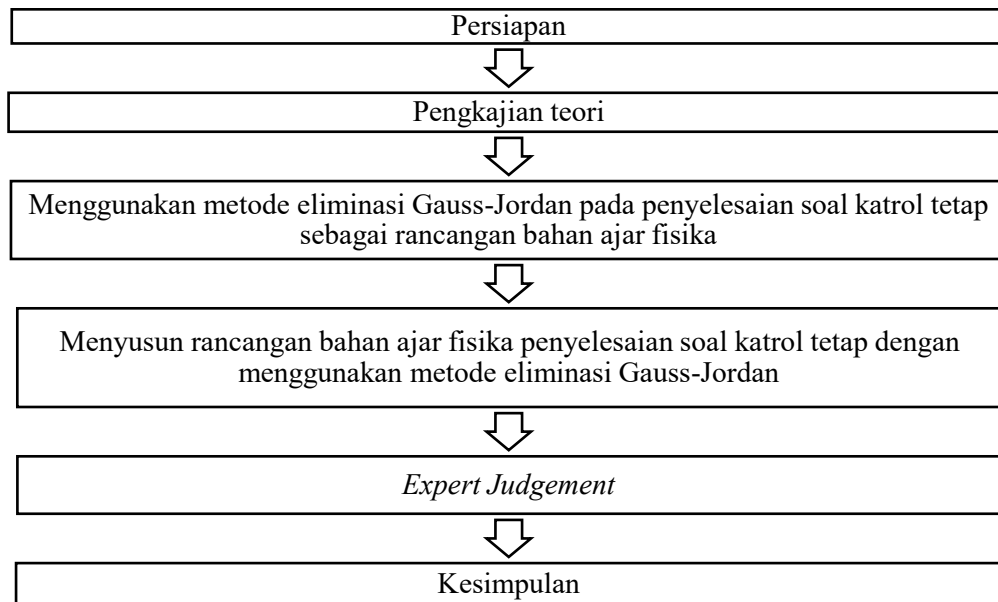 Persiapan
Pengkajian teori
Menggunakan metode eliminasi Gauss-Jordan pada penyelesaian soal katrol tetap
sebagai rancangan bahan ajar fisika
Menyusun rancangan bahan ajar fisika penyelesaian soal katrol tetap dengan
menggunakan metode eliminasi Gauss-Jordan
Expert Judgement
Kesimpulan